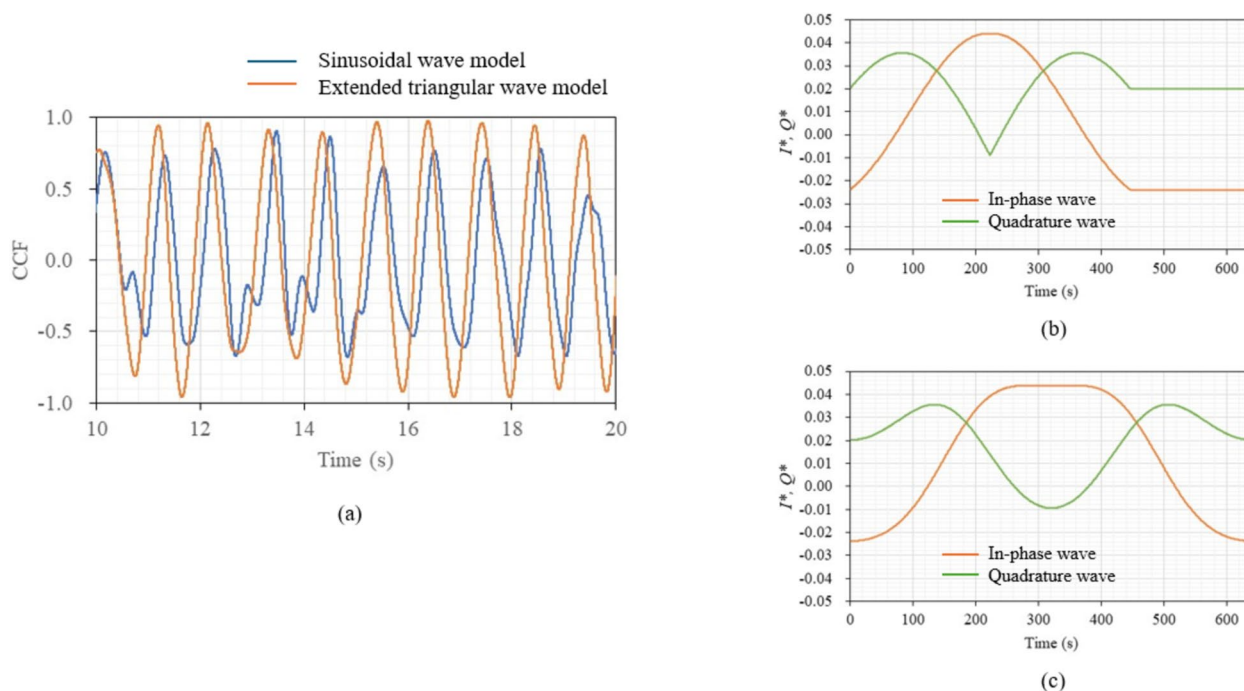 Sinusoidal wave model
Extended triangular wave model
1.0
0.5
0.0
-0.5
-1.0
CCF
10 12 14 16 18 20
Time (s)
(a)
0.05
0.04
0.03
0.02
0.01
0.00
-0.01
-0.02
-0.03
-0.04
-0.05
I*, Q*
In-phase wave
Quadrature wave
0 100 200 300 400 500 600
Time (s)
(b)
0.05
0.04
0.03
0.02
0.01
0.00
-0.01
-0.02
-0.03
-0.04
-0.05
I*, Q*
In-phase wave
Quadrature wave
0 100 200 300 400 500 600
Time (s)
(c)